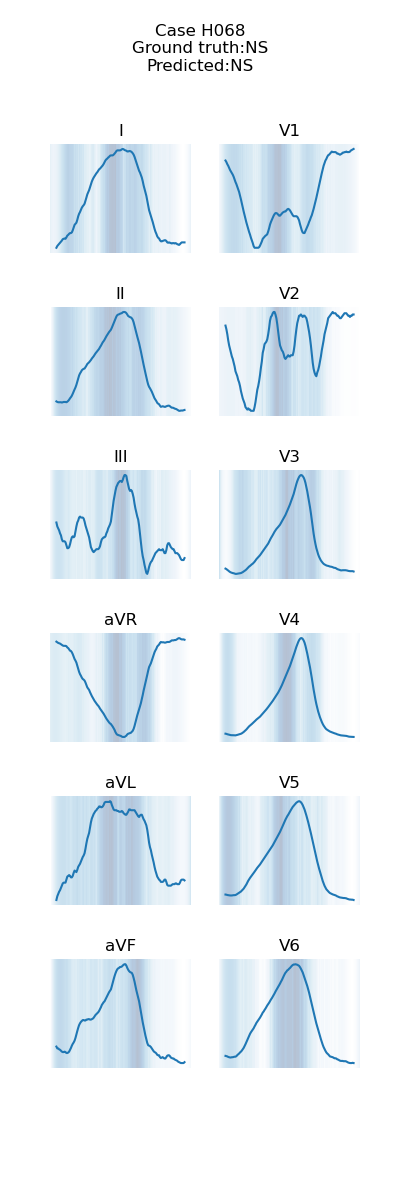 Case H068
Ground truth:NS
Predicted:NS
I
V1
II
V2
III
V3
aVR
V4
aVL
V5
aVF
V6